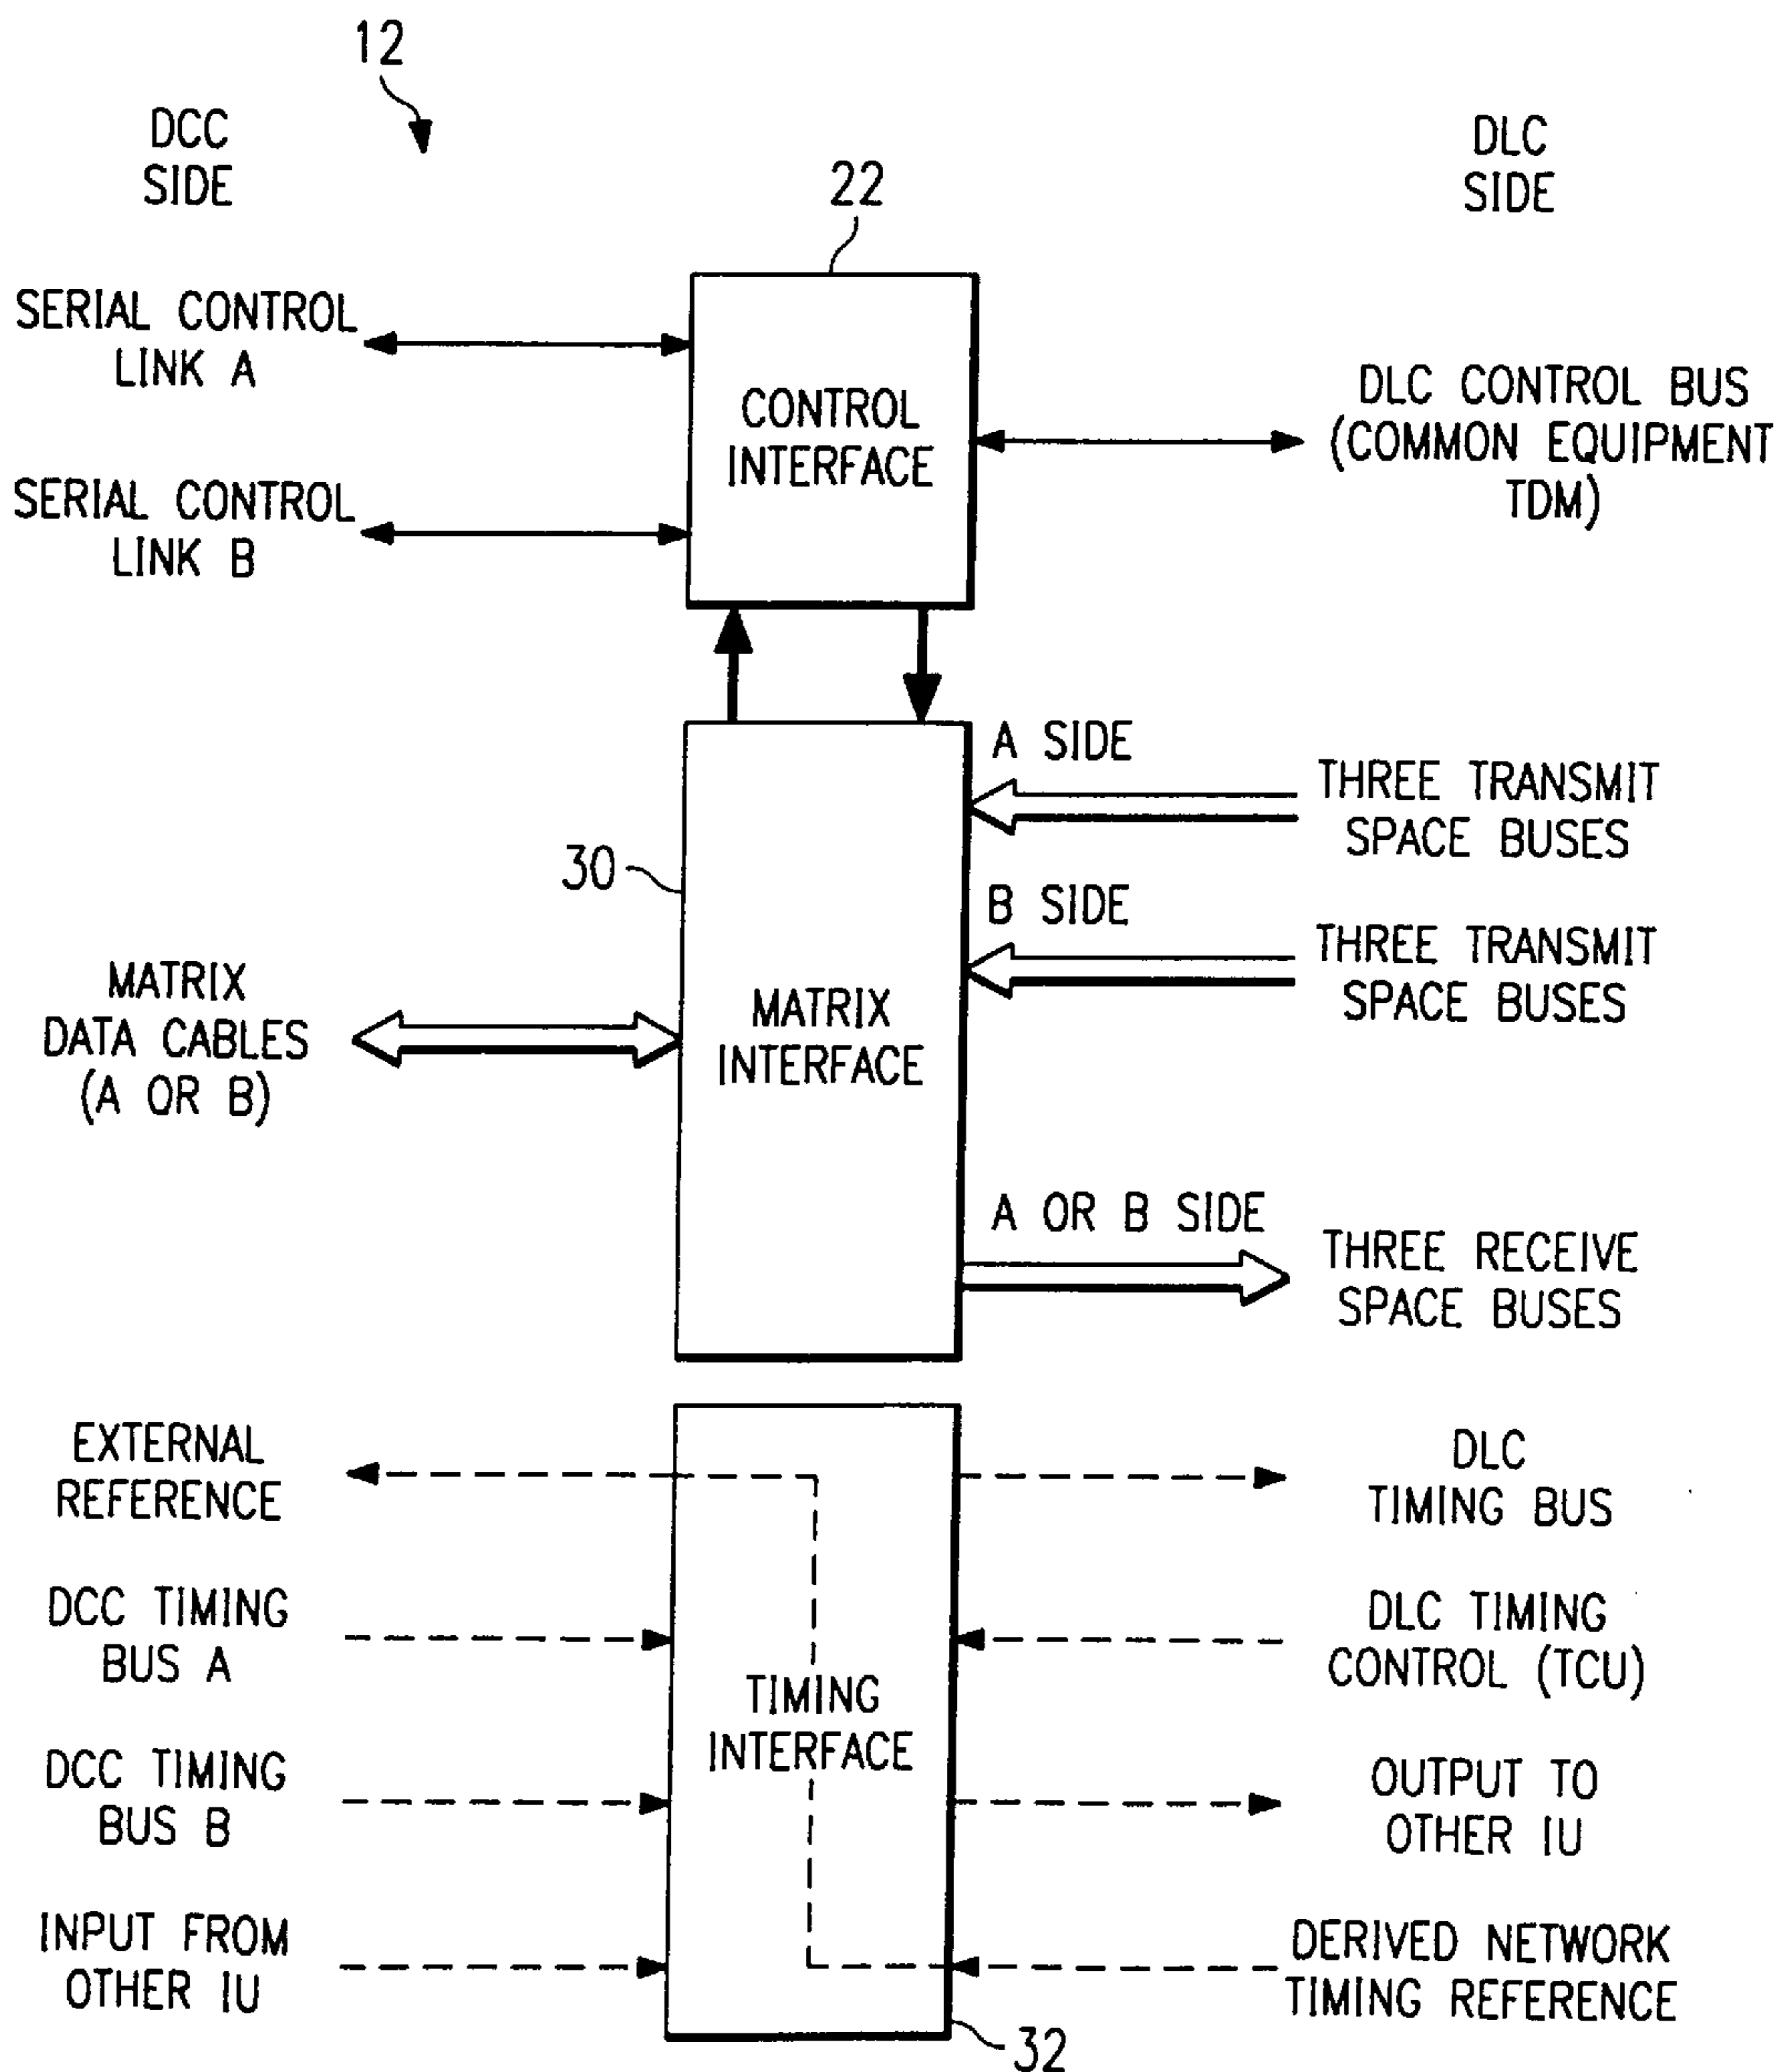 12
DCC
SIDE
DLC
SIDE
22
SERIAL CONTROL
LINK A
CONTROL
INTERFACE
DLC CONTROL BUS
(COMMON EQUIPMENT
TDM)
SERIAL CONTROL
LINK B
A SIDE
THREE TRANSMIT
SPACE BUSES
30
B SIDE
THREE TRANSMIT
SPACE BUSES
MATRIX
DATA CABLES
(A OR B)
MATRIX
INTERFACE
A OR B SIDE
THREE RECEIVE
SPACE BUSES
EXTERNAL
REFERENCE
DLC
TIMING BUS
DCC TIMING
BUS A
DLC TIMING
CONTROL (TCU)
TIMING
INTERFACE
DCC TIMING
BUS B
OUTPUT TO
OTHER IU
INPUT FROM
OTHER IU
DERIVED NETWORK
TIMING REFERENCE
32